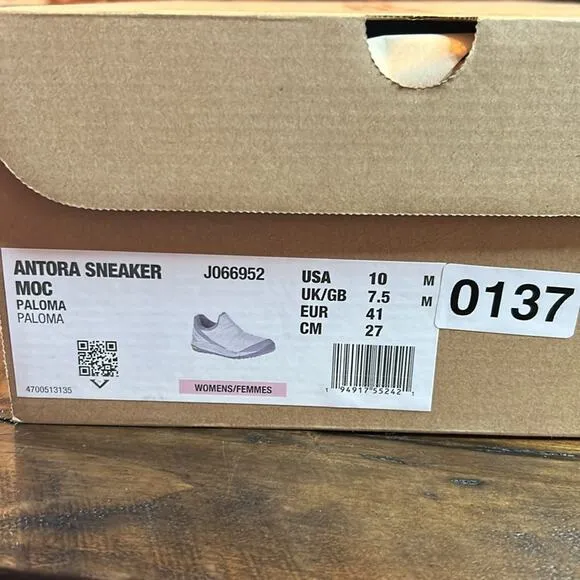 ANTORA SNEAKER
MOC
PALOMA
PALOMA
4700513135
J066952
WOMENS/FEMMES
USA 10 M
UK/GB 7.5 M
EUR 41
CM 27
1 94917 55242 1
0137